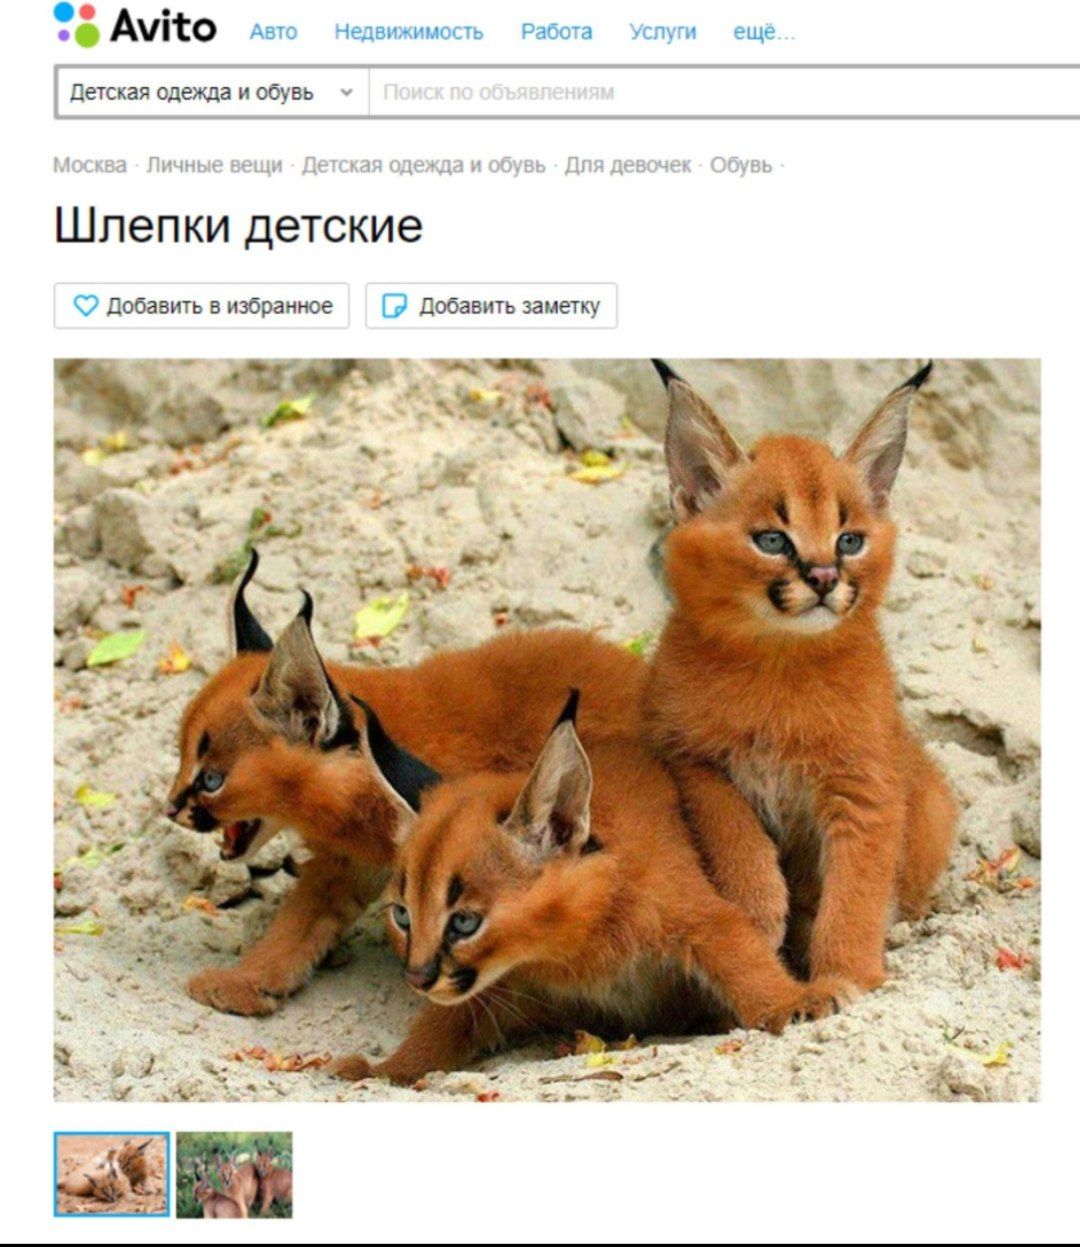 Avito Авто Недвижимость Работа Услуги ещё...
Детская одежда и обувь Поиск по объявлениям
Москва · Личные вещи · Детская одежда и обувь · Для девочек · Обувь ·
Шлепки детские
Добавить в избранное Добавить заметку